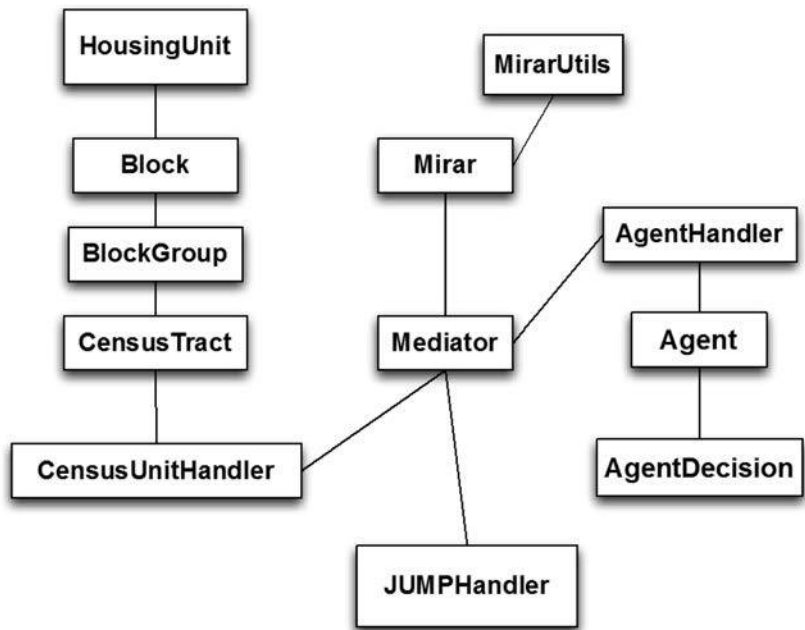 HousingUnit
MirarUtils
Block
Mirar
AgentHandler
BlockGroup
CensusTract
Mediator
Agent
CensusUnitHandler
AgentDecision
JUMPHandler